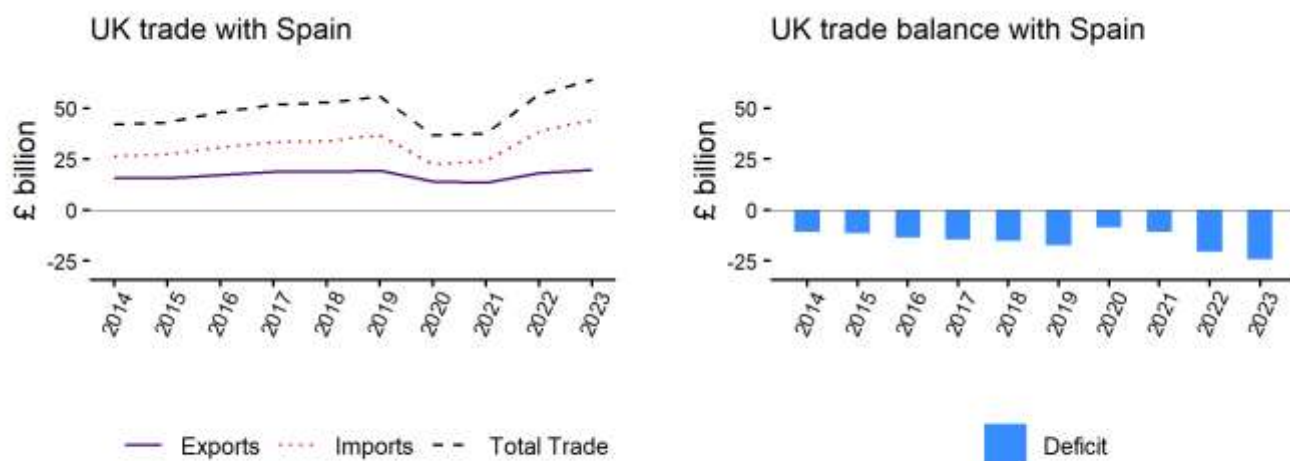 UK trade with Spain
£ billion
50
25
0
-25
2014 2015 2016 2017 2018 2019 2020 2021 2022 2023
Exports Imports Total Trade
UK trade balance with Spain
£ billion
50
25
0
-25
2014 2015 2016 2017 2018 2019 2020 2021 2022 2023
Deficit